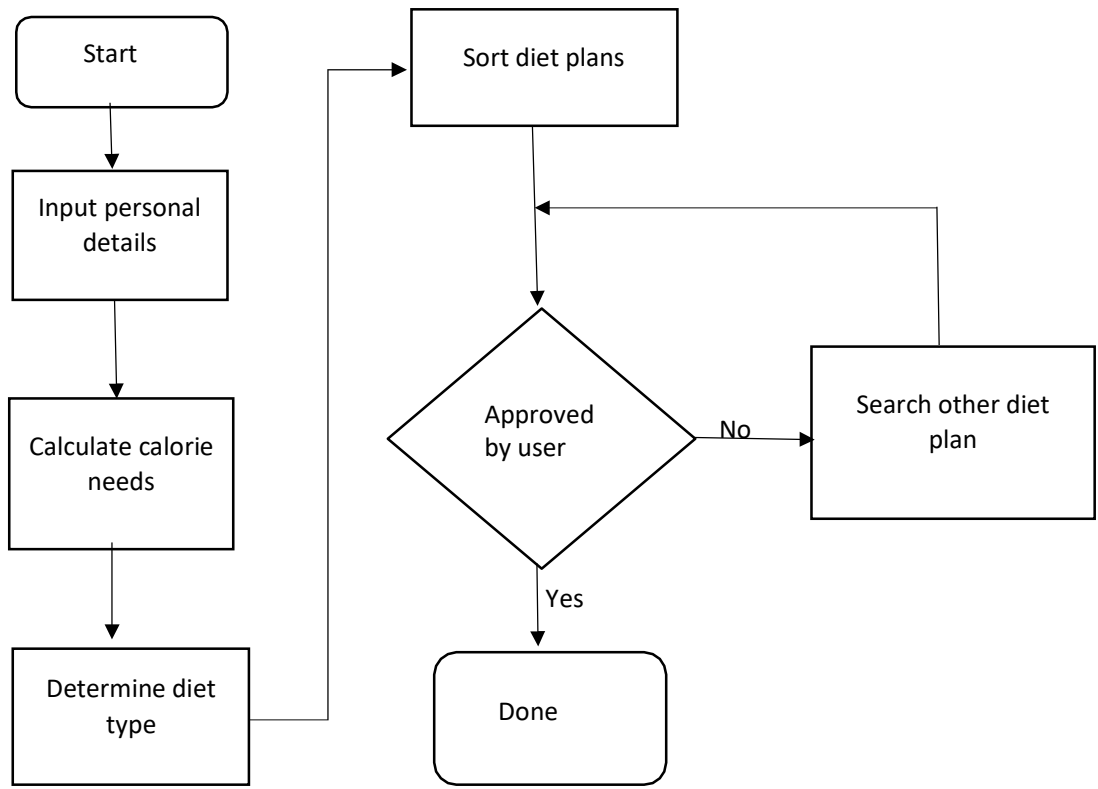 Start
Input personal
details
Calculate calorie
needs
Determine diet
type
Sort diet plans
Approved
by user
No
Search other diet
plan
Yes
Done